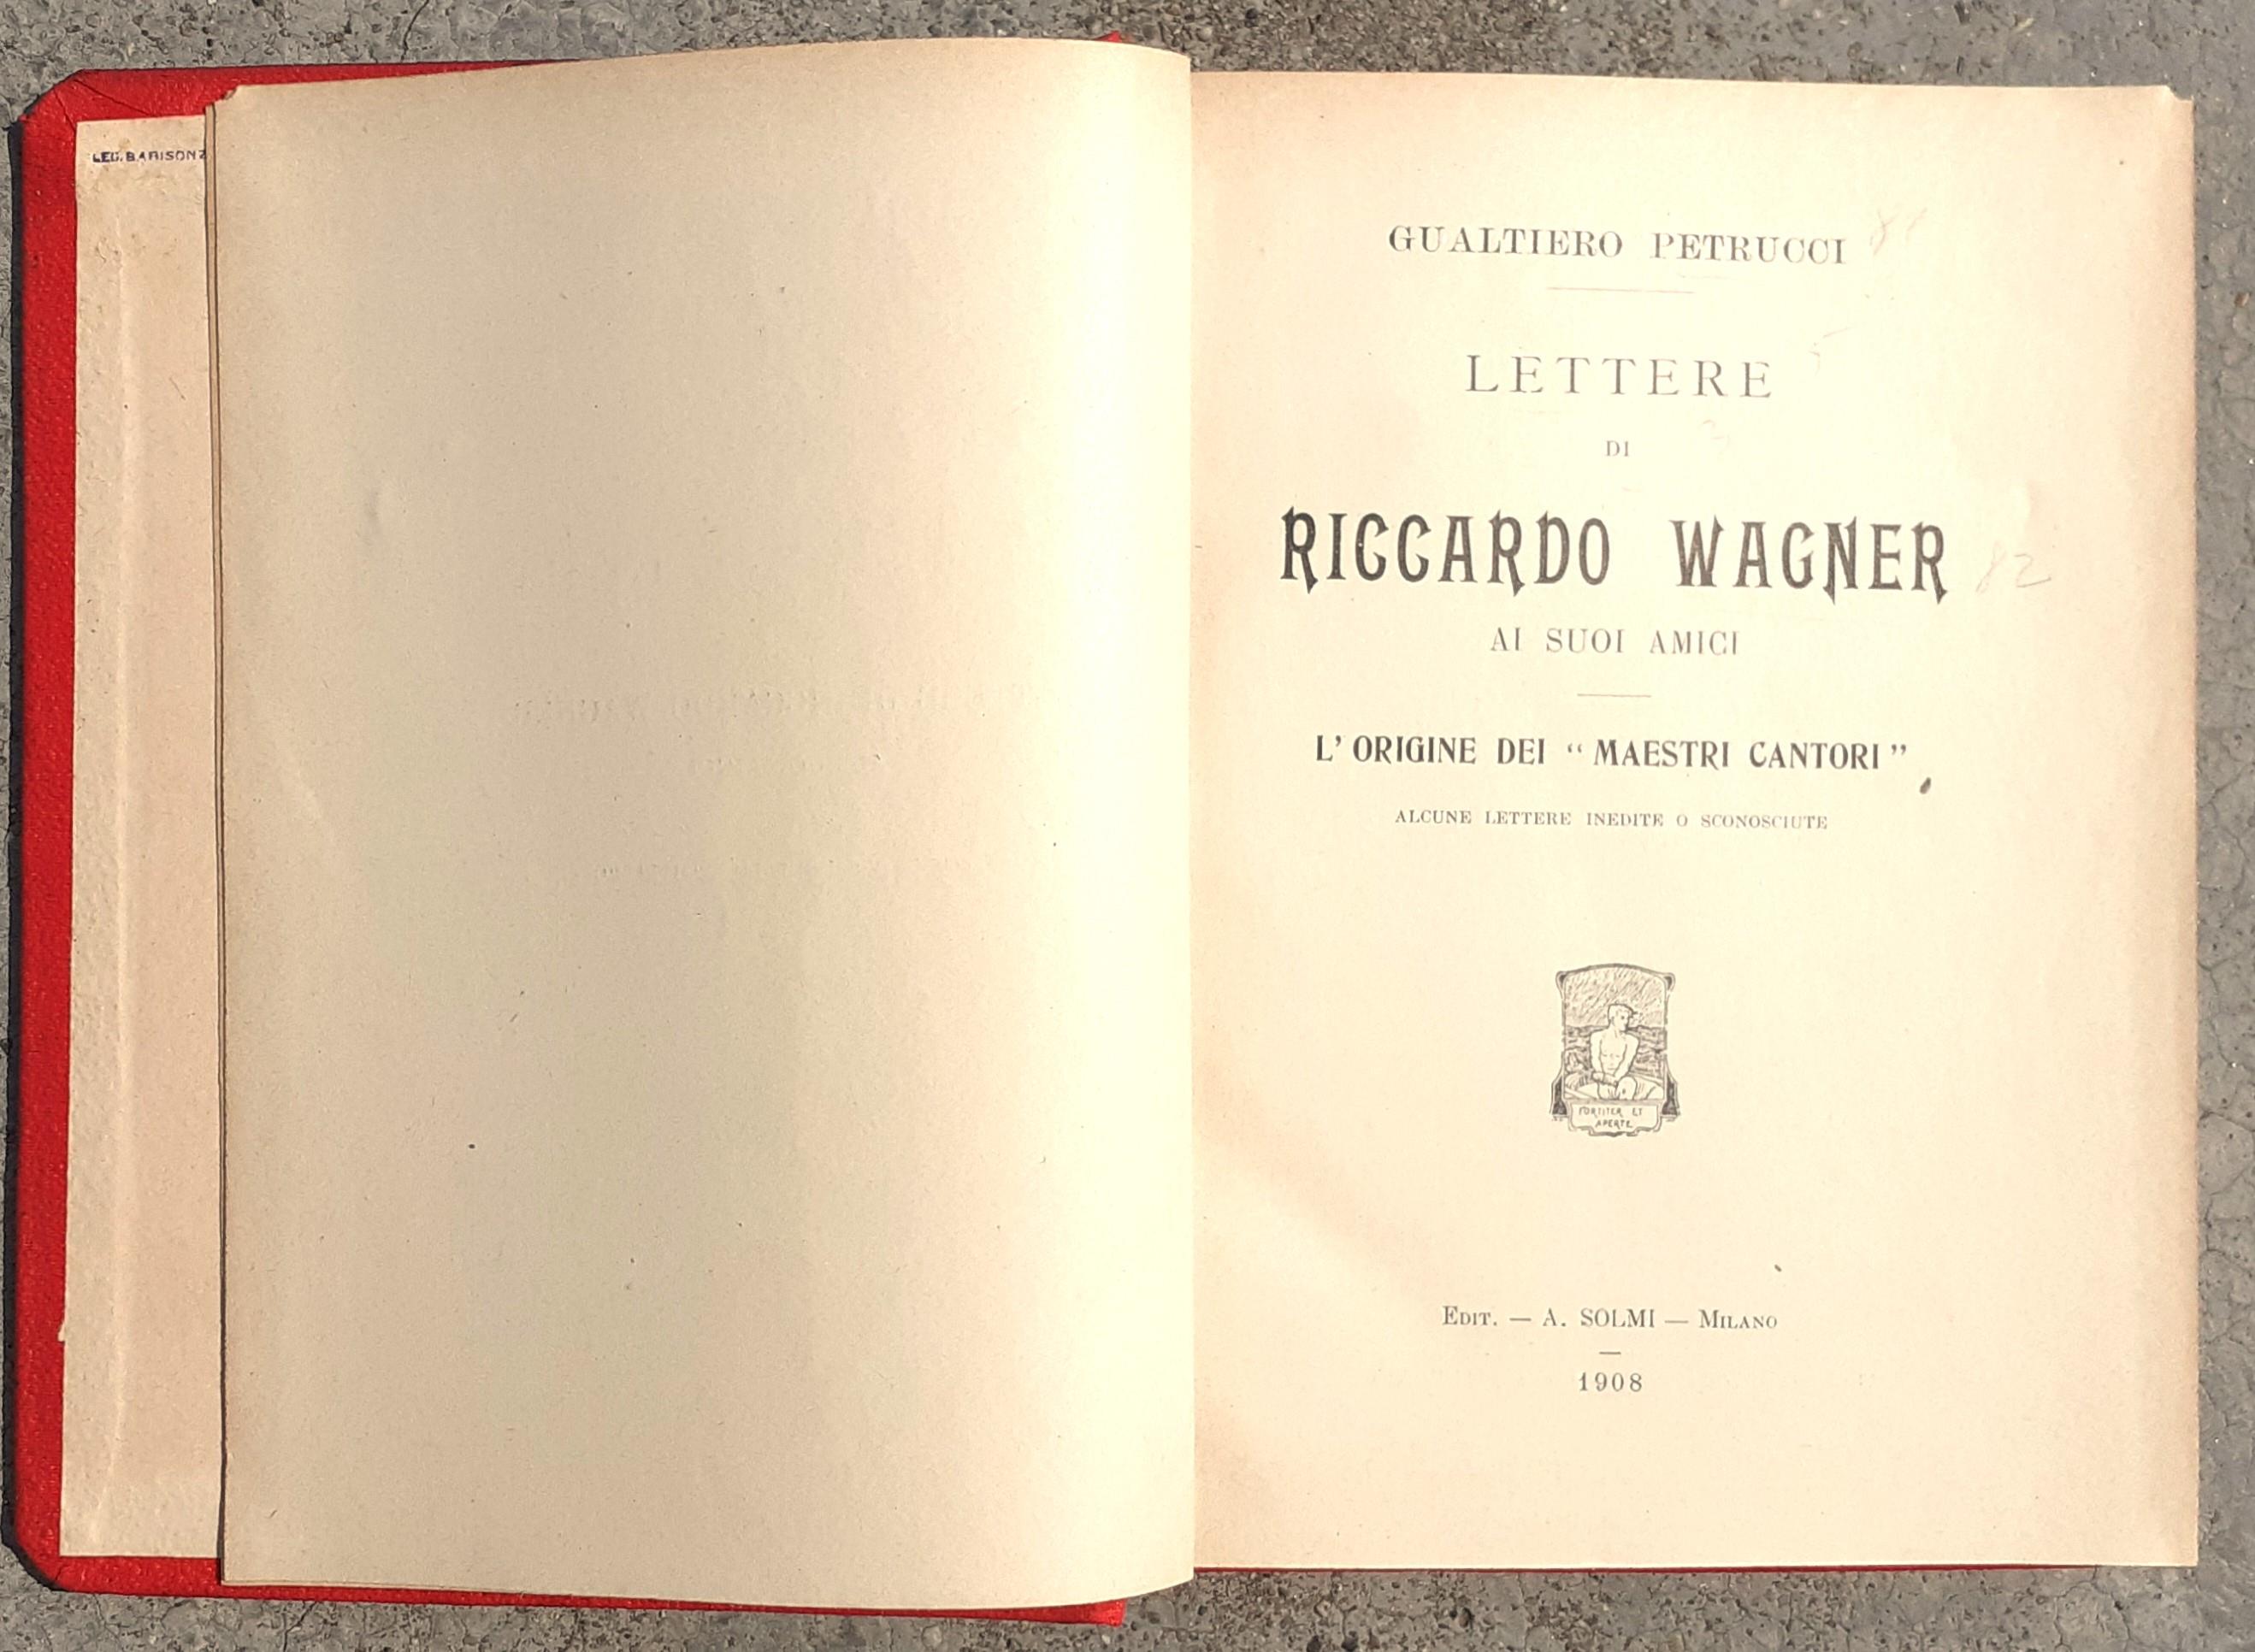 LEG. BARISONZ
GUALTIERO PETRUCCI
LETTERE
DI
RICCARDO WAGNER
82
AI SUOI AMICI
L' ORIGINE DEI “ MAESTRI CANTORI ”
ALCUNE LETTERE INEDITE O SCONOSCIUTE
FORTITER ET
APERTE
EDIT. — A. SOLMI — MILANO
1908